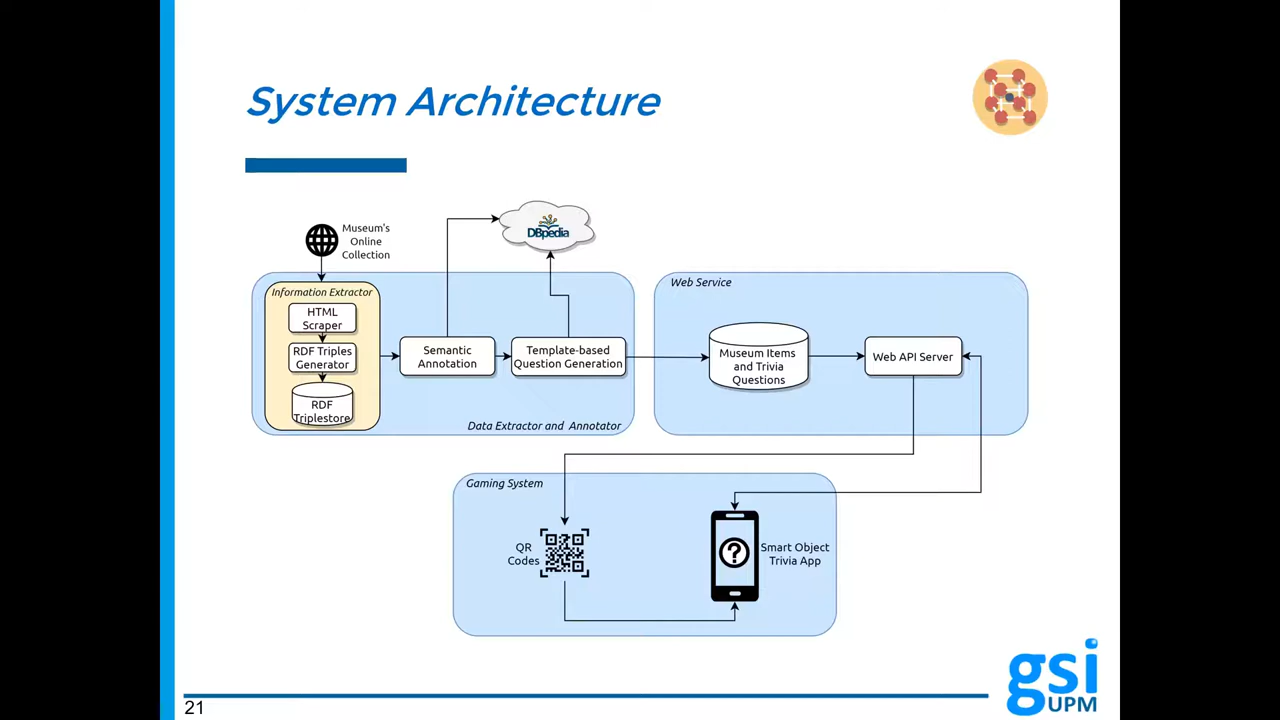 System Architecture
Museum's
Online
Collection
DBpedia
Information Extractor
HTML
Scraper
RDF Triples
Generator
RDF
Triplestore
Semantic
Annotation
Template-based
Question Generation
Data Extractor and Annotator
Web Service
Museum Items
and Trivia
Questions
Web API Server
Gaming System
QR
Codes
?
Smart Object
Trivia App
21
gsi
UPM